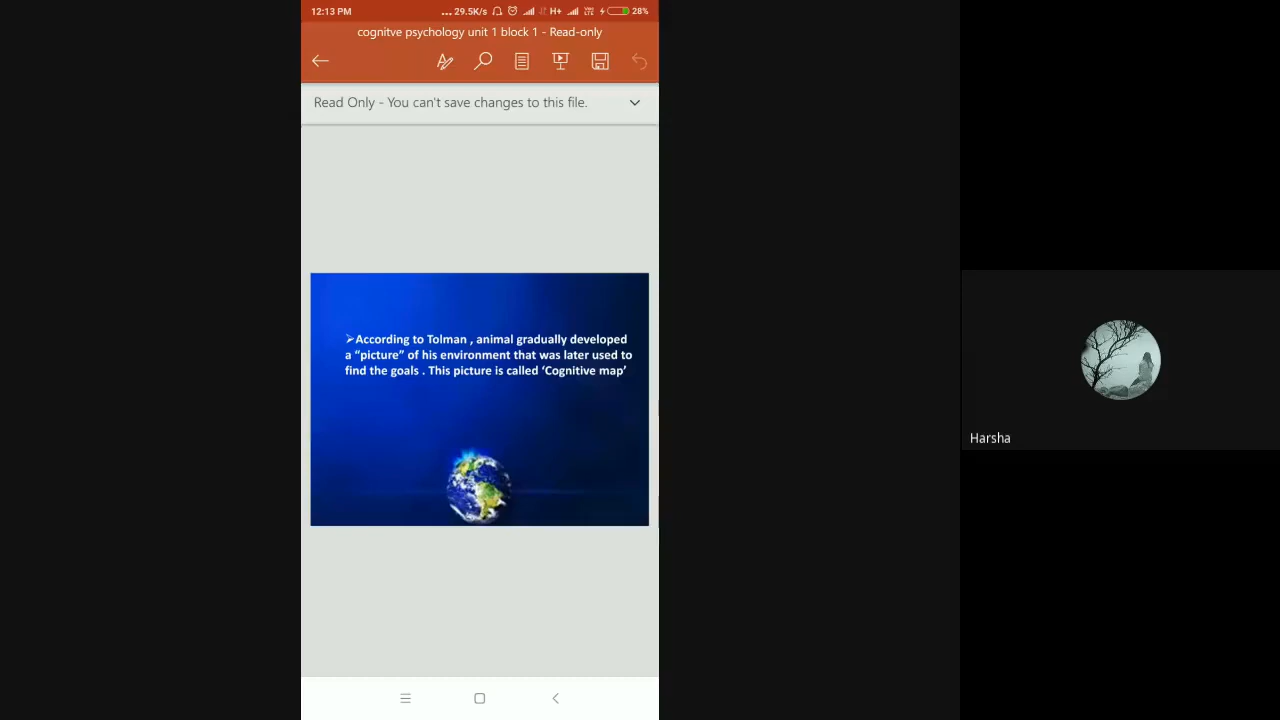 12:13 PM ... 29.5K/s H+ 28%
cognitve psychology unit 1 block 1 - Read-only
Read Only - You can't save changes to this file.
➢According to Tolman , animal gradually developed
a “picture” of his environment that was later used to
find the goals . This picture is called ‘Cognitive map’
Harsha